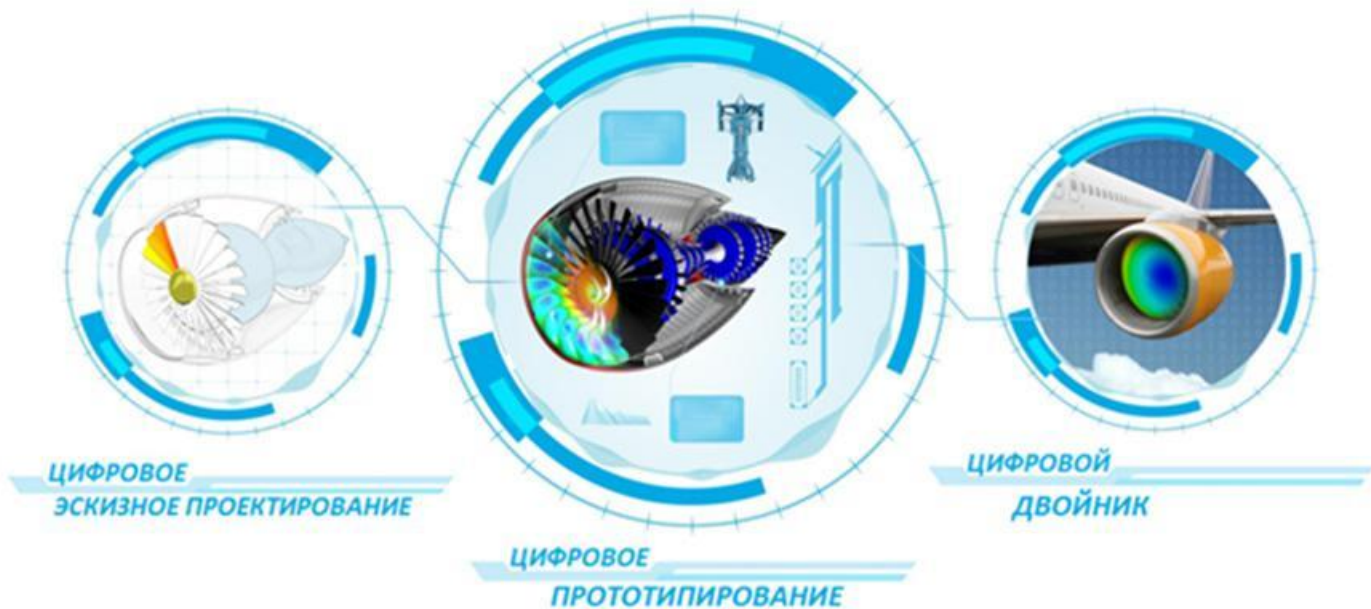 ЦИФРОВОЕ
ЭСКИЗНОЕ ПРОЕКТИРОВАНИЕ
ЦИФРОВОЕ
ПРОТОТИПИРОВАНИЕ
ЦИФРОВОЙ
ДВОЙНИК